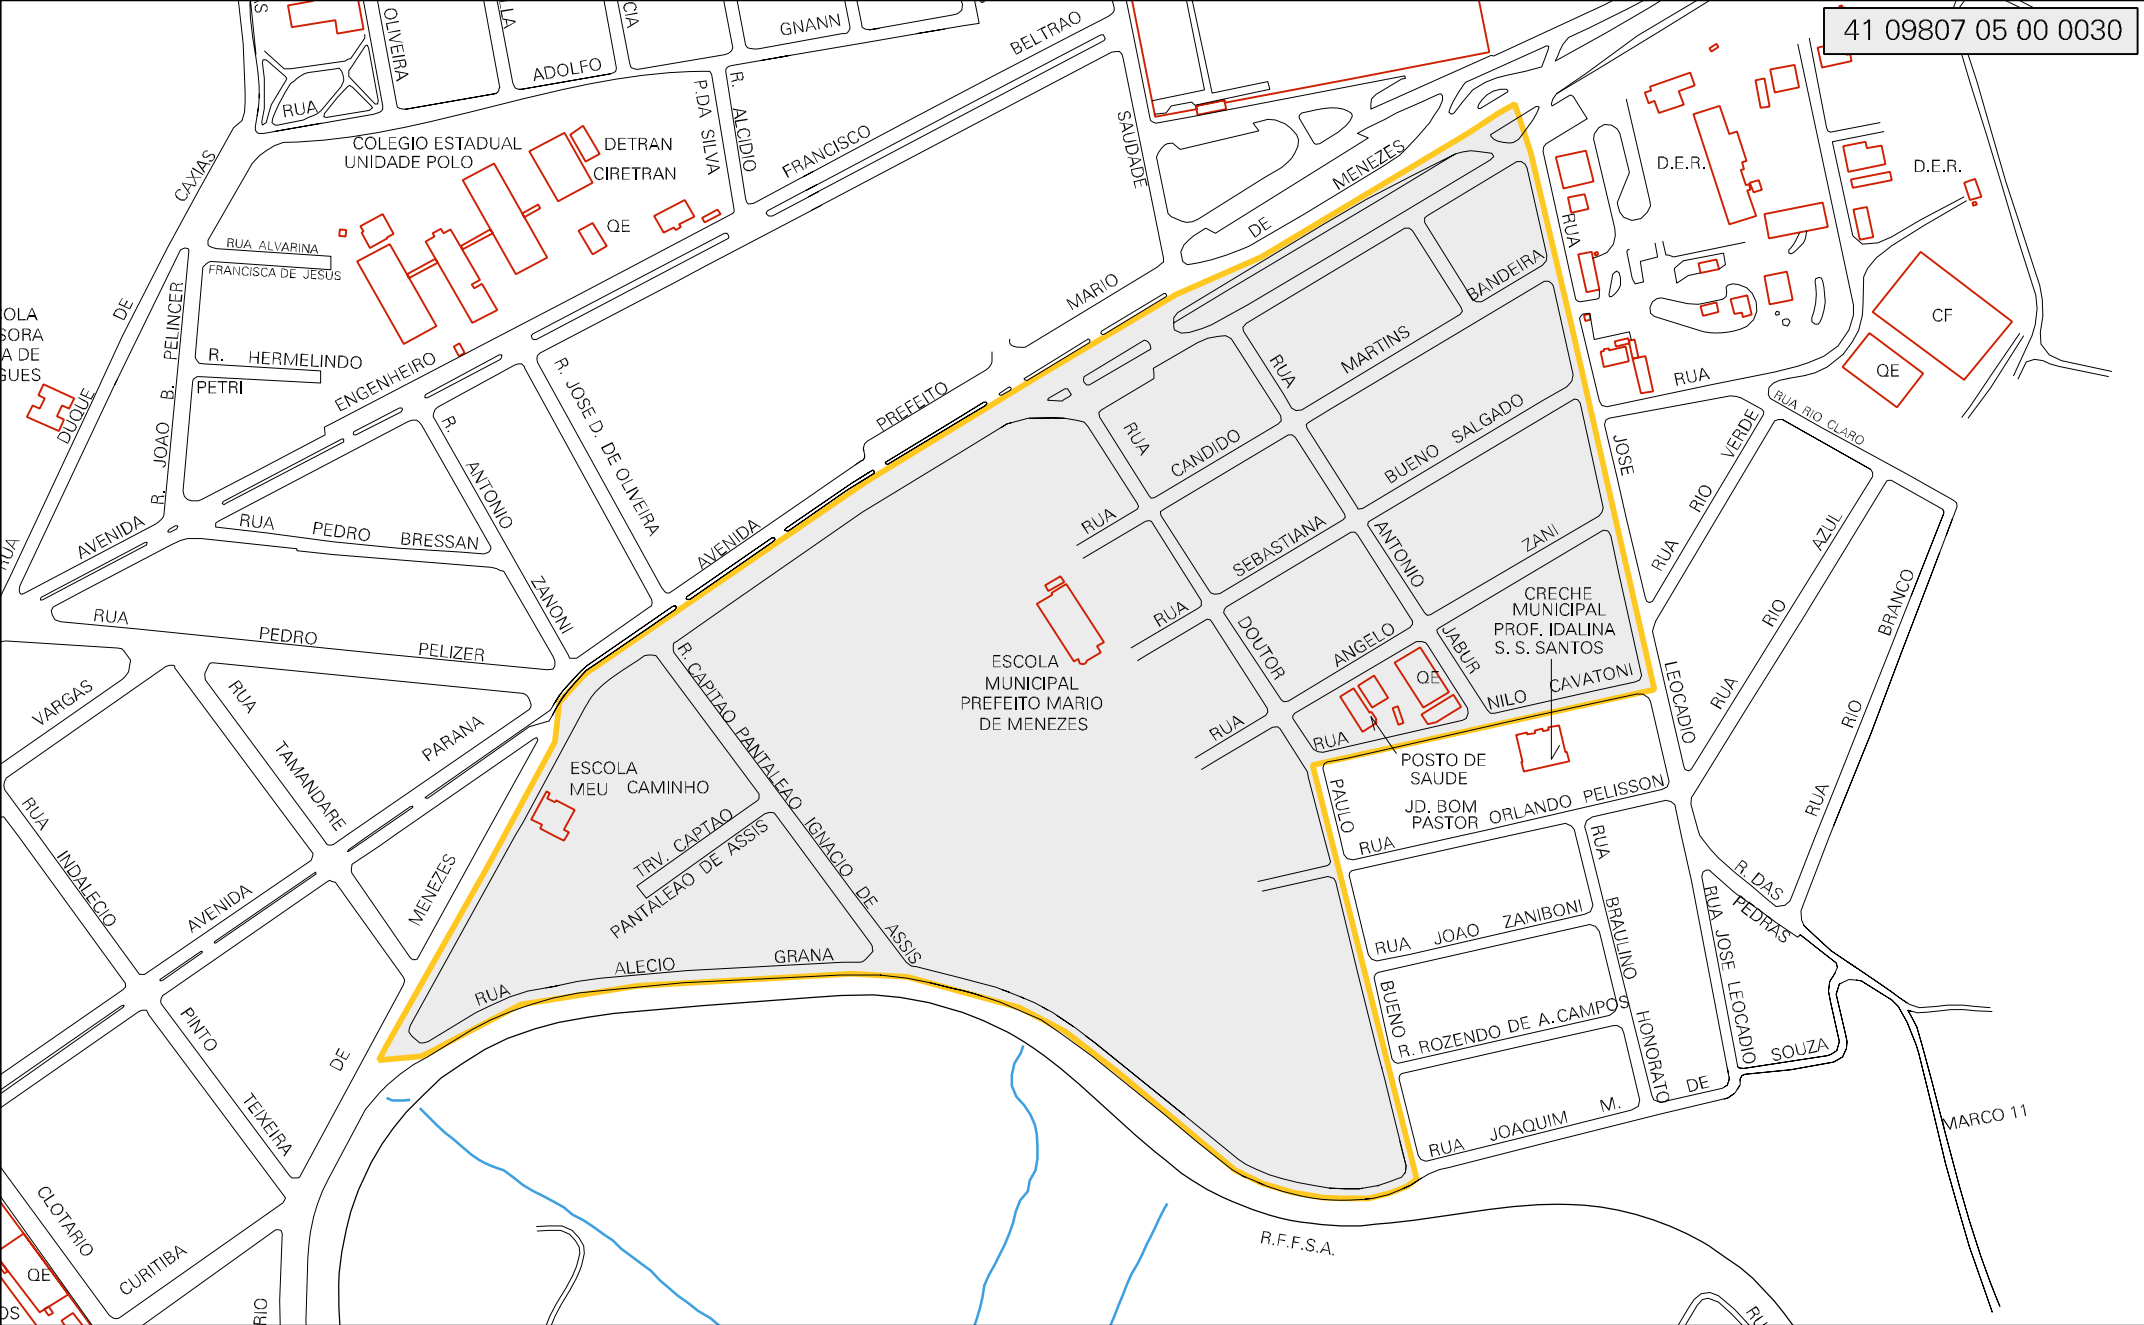 41 09807 05 00 0030
OLIVEIRA
GNANN
BELTRAO
ADOLFO
RUA
P.DA SILVA
R. ALCIDIO
FRANCISCO
SAUDADE
COLEGIO ESTADUAL
UNIDADE POLO
DETRAN
CIRETRAN
QE
CAXIAS
DE
DUQUE
RUA
RUA ALVARINA
FRANCISCA DE JESUS
R. JOAO B. PELINCER
R. HERMELINDO
PETRI
ENGENHEIRO
AVENIDA
OLA
SORA
A DE
GUES
MENEZES
DE
MARIO
PREFEITO
AVENIDA
D.E.R.
D.E.R.
CF
QE
RUA
RUA
RUA RIO CLARO
R. JOSE D. DE OLIVEIRA
R. ANTONIO ZANONI
RUA PEDRO BRESSAN
RUA PEDRO PELIZER
BANDEIRA
MARTINS
RUA
CANDIDO
RUA
BUENO SALGADO
RUA
SEBASTIANA
ZANI
ANTONIO
JABUR
RUA
DOUTOR
ANGELO
RUA
JOSE
LEOCADIO
RUA RIO VERDE
RUA RIO AZUL
RUA RIO BRANCO
CRECHE
MUNICIPAL
PROF. IDALINA
S. S. SANTOS
QE
RUA NILO CAVATONI
ESCOLA
MUNICIPAL
PREFEITO MARIO
DE MENEZES
POSTO DE
SAUDE
JD. BOM
PASTOR
RUA ORLANDO PELISSON
PAULO
BUENO
VARGAS
RUA TAMANDARE
PARANA
AVENIDA
RUA INDALECIO
PINTO
TEIXEIRA
MENEZES
DE
ESCOLA
MEU CAMINHO
R. CAPITAO PANTALEAO IGNACIO DE ASSIS
TRV. CAPTAO
PANTALEAO DE ASSIS
RUA ALECIO GRANA
RUA JOAO ZANIBONI
RUA BRAULINO HONORATO
R. ROZENDO DE A. CAMPOS
RUA JOAQUIM M. DE SOUZA
RUA JOSE LEOCADIO
R. DAS
PEDRAS
MARCO 11
CLOTARIO
CURITIBA
QE
OS
RIO
R.F.F.S.A.